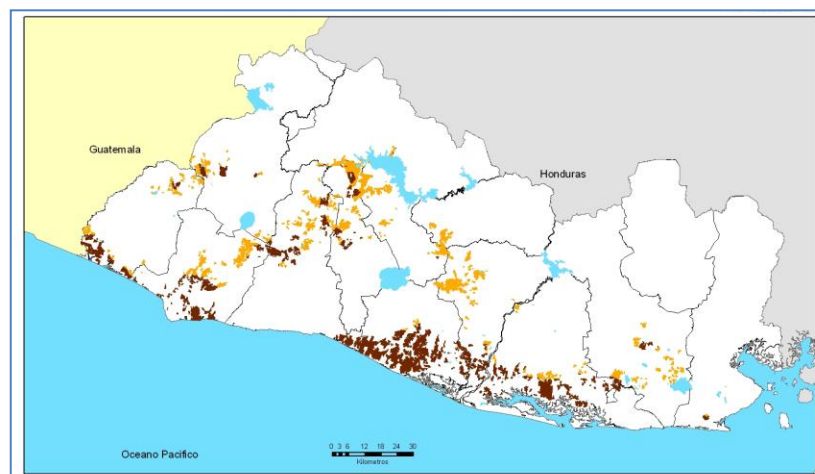 Guatemala
Honduras
Oceano Pacifico
0 3 6 12 18 24 30
Kilometros